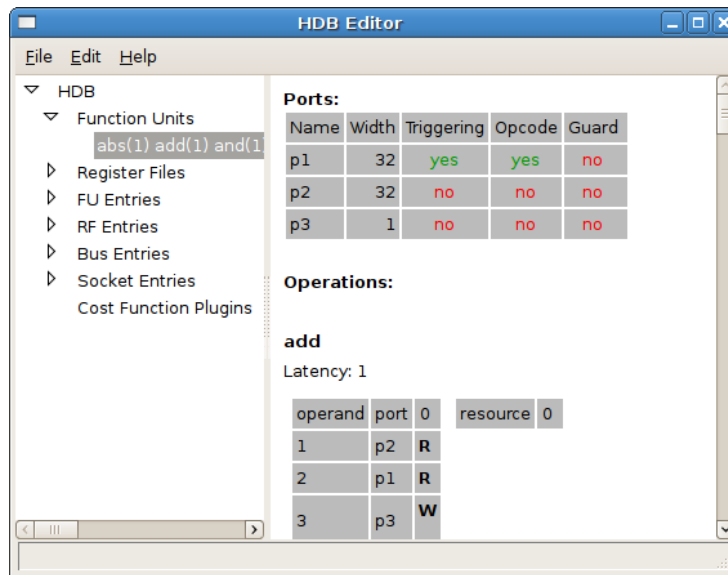 HDB Editor
File Edit Help
HDB
Function Units
abs(1) add(1) and(1)
Register Files
FU Entries
RF Entries
Bus Entries
Socket Entries
Cost Function Plugins
Ports:
Name Width Triggering Opcode Guard
p1 32 yes yes no
p2 32 no no no
p3 1 no no no
Operations:
add
Latency: 1
operand port 0 resource 0
1 p2 R
2 p1 R
3 p3 W